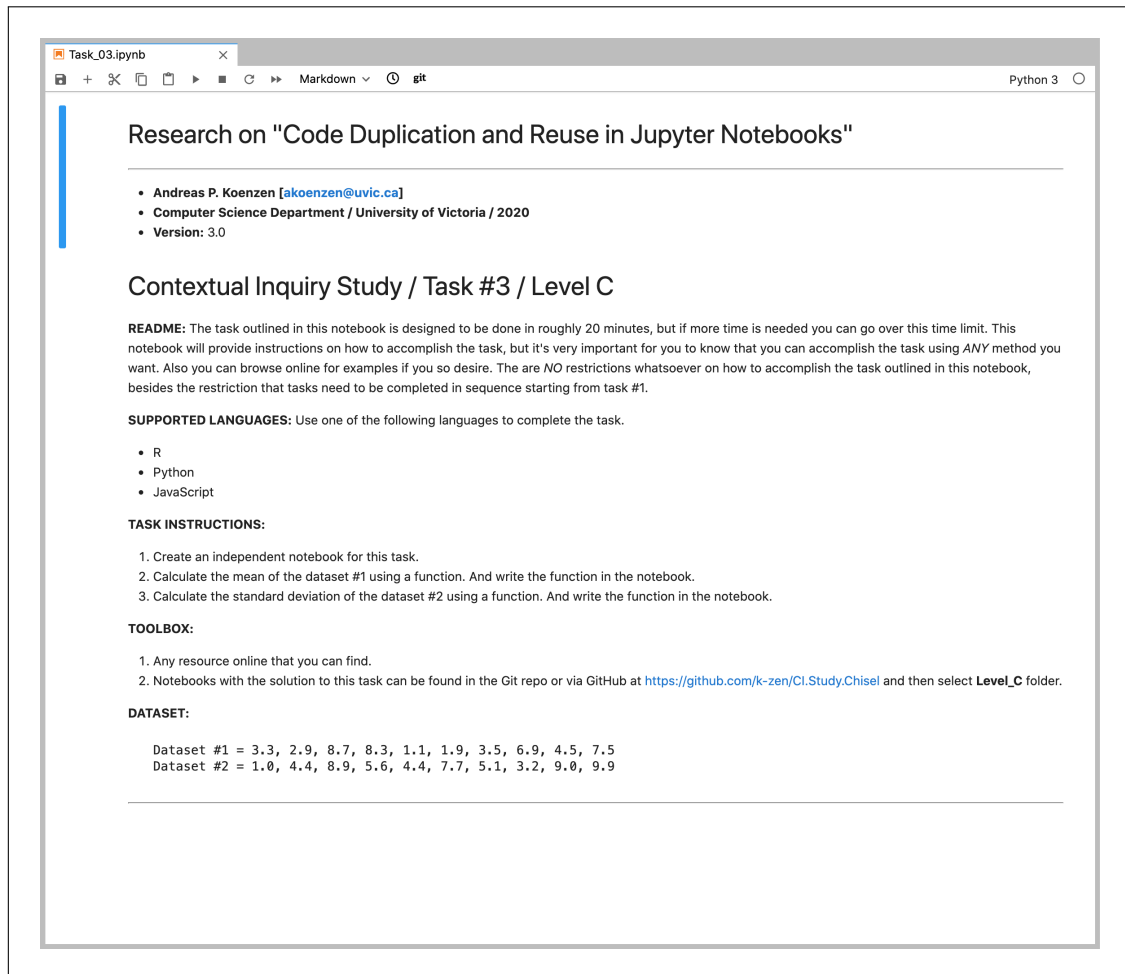 Task_03.ipynb
Markdown
git
Python 3
Research on "Code Duplication and Reuse in Jupyter Notebooks"
• Andreas P. Koenzen [akoenzen@uvic.ca]
• Computer Science Department / University of Victoria / 2020
• Version: 3.0
Contextual Inquiry Study / Task #3 / Level C
README: The task outlined in this notebook is designed to be done in roughly 20 minutes, but if more time is needed you can go over this time limit. This
notebook will provide instructions on how to accomplish the task, but it's very important for you to know that you can accomplish the task using ANY method you
want. Also you can browse online for examples if you so desire. The are NO restrictions whatsoever on how to accomplish the task outlined in this notebook,
besides the restriction that tasks need to be completed in sequence starting from task #1.
SUPPORTED LANGUAGES: Use one of the following languages to complete the task.
• R
• Python
• JavaScript
TASK INSTRUCTIONS:
1. Create an independent notebook for this task.
2. Calculate the mean of the dataset #1 using a function. And write the function in the notebook.
3. Calculate the standard deviation of the dataset #2 using a function. And write the function in the notebook.
TOOLBOX:
1. Any resource online that you can find.
2. Notebooks with the solution to this task can be found in the Git repo or via GitHub at https://github.com/k-zen/CI.Study.Chisel and then select Level_C folder.
DATASET:
Dataset #1 = 3.3, 2.9, 8.7, 8.3, 1.1, 1.9, 3.5, 6.9, 4.5, 7.5
Dataset #2 = 1.0, 4.4, 8.9, 5.6, 4.4, 7.7, 5.1, 3.2, 9.0, 9.9